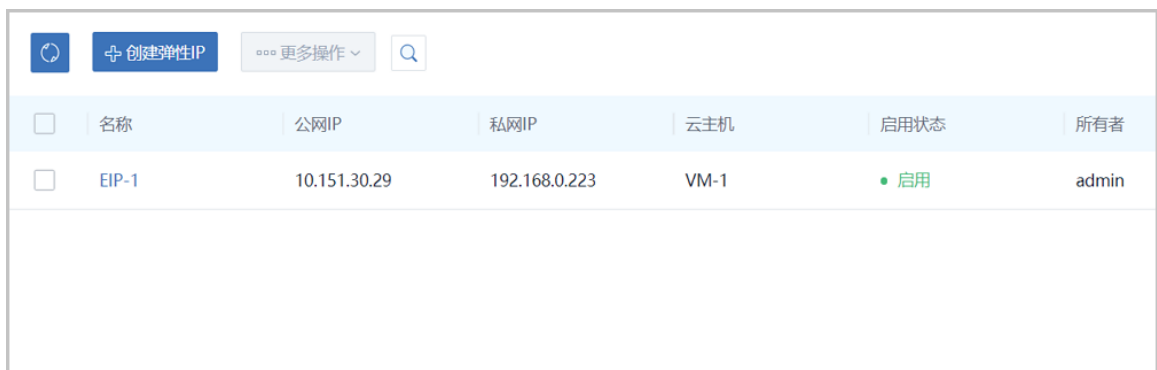 创建弹性IP 更多操作
名称 公网IP 私网IP 云主机 启用状态 所有者
EIP-1 10.151.30.29 192.168.0.223 VM-1 启用 admin